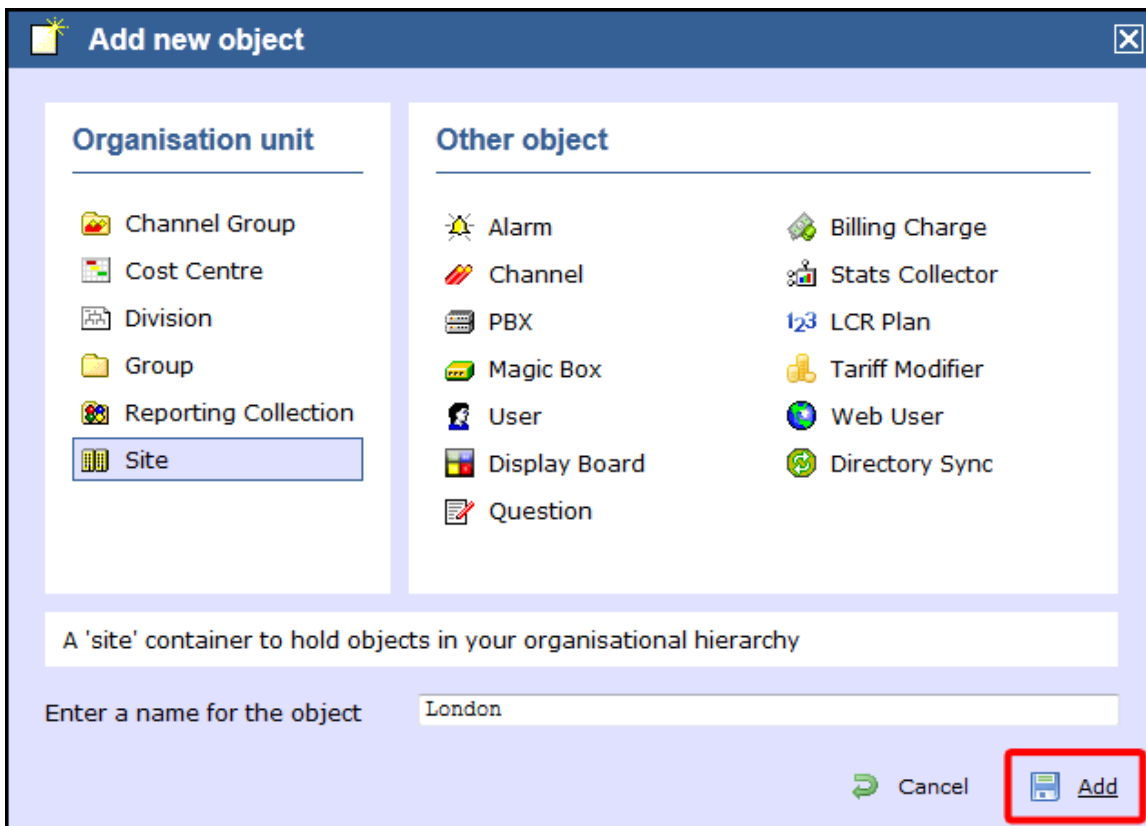 Add new object
Organisation unit
Channel Group
Cost Centre
Division
Group
Reporting Collection
Site
Other object
Alarm
Channel
PBX
Magic Box
User
Display Board
Question
Billing Charge
Stats Collector
123 LCR Plan
Tariff Modifier
Web User
Directory Sync
A 'site' container to hold objects in your organisational hierarchy
Enter a name for the object London
Cancel Add